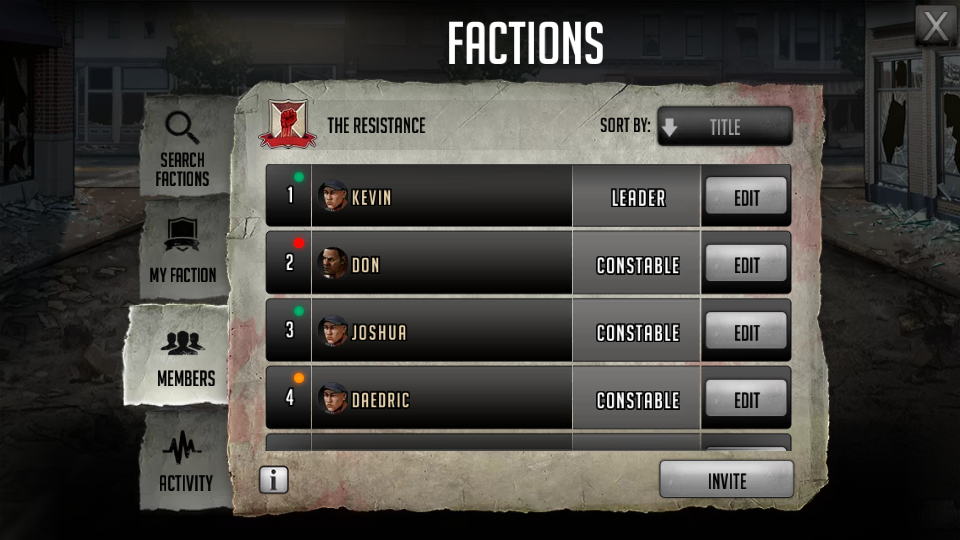 FACTIONS
X
SEARCH
FACTIONS
MY FACTION
MEMBERS
ACTIVITY
THE RESISTANCE
SORT BY:
TITLE
1 KEVIN LEADER EDIT
2 DON CONSTABLE EDIT
3 JOSHUA CONSTABLE EDIT
4 DAEDRIC CONSTABLE EDIT
i
INVITE